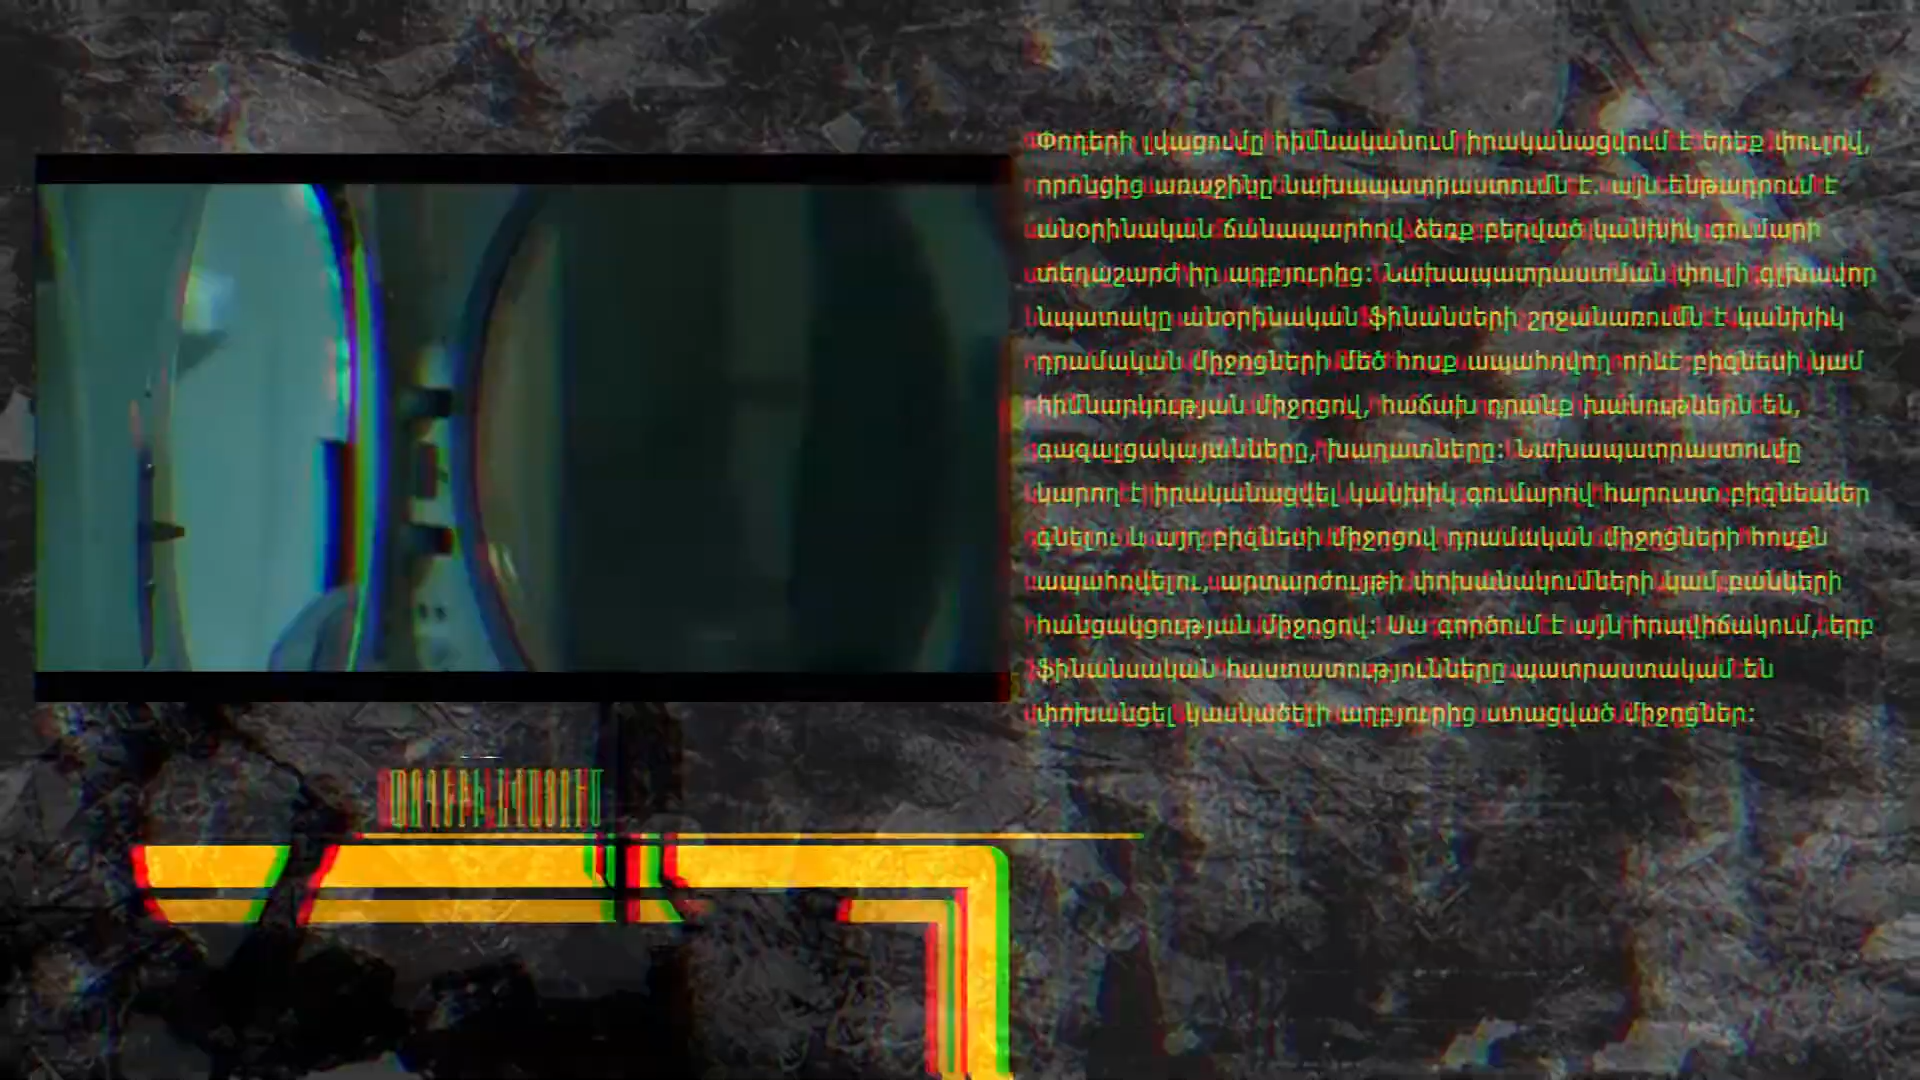 Փողերի լվացումը հիմնականում իրականացվում է երեք փուլով,
որոնցից առաջինը նախապատրաստումն է. այն ենթադրում է
անօրինական ճանապարհով ձեռք բերված կանխիկ գումարի
տեղաշարժ իր աղբյուրից: Նախապատրաստման փուլի գլխավոր
նպատակը անօրինական ֆինանսերի շրջանառումն է կանխիկ
դրամական միջոցների մեծ հոսք ապահովող որևէ բիզնեսի կամ
հիմնարկության միջոցով, հաճախ դրանք խանութներն են,
գազալցակայանները, խաղատները: Նախապատրաստումը
կարող է իրականացվել կանխիկ գումարով հարուստ բիզնեսներ
գնելու և այդ բիզնեսի միջոցով դրամական միջոցների հոսքն
ապահովելու, արտարժույթի փոխանակումների կամ բանկերի
հանցակցության միջոցով: Սա գործում է այն իրավիճակում, երբ
ֆինանսական հաստատությունները պատրաստակամ են
փոխանցել կասկածելի աղբյուրից ստացված միջոցներ:
ՓՈՂԵՐԻ ԼՎԱՑՈՒՄ